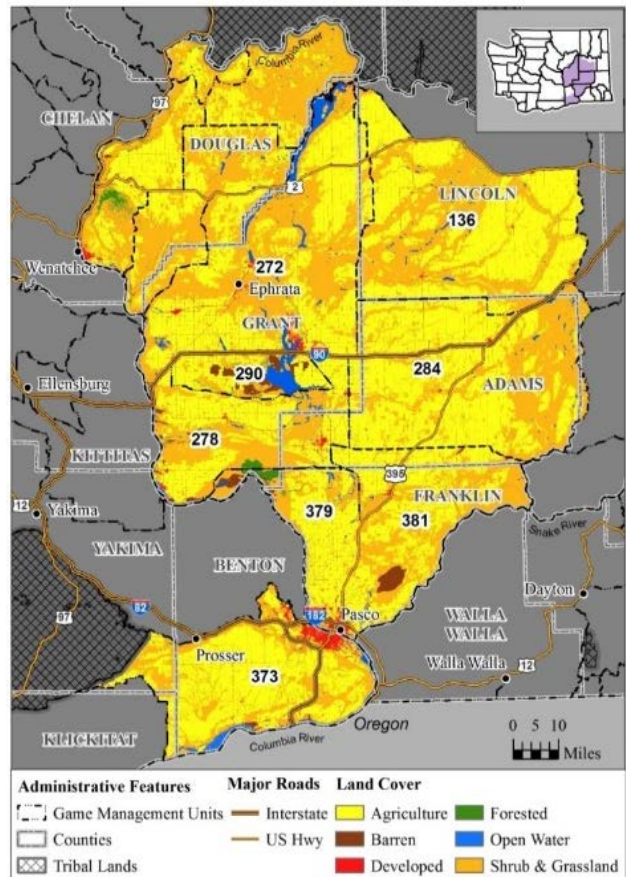 Columbia River
97
CHELAN
DOUGLAS
2
LINCOLN
136
Wenatchee
272
Ephrata
GRANT
90
290
284
Ellensburg
ADAMS
278
KITTITAS
395
12
Yakima
379
FRANKLIN
381
YAKIMA
Snake River
BENTON
Dayton
82
182
Pasco
WALLA
WALLA
97
Prosser
12
Walla Walla
373
Oregon
KLICKITAT
Columbia River
0 5 10
Miles
Administrative Features
Game Management Units
Counties
Tribal Lands
Major Roads
Interstate
US Hwy
Land Cover
Agriculture
Barren
Developed
Forested
Open Water
Shrub & Grassland